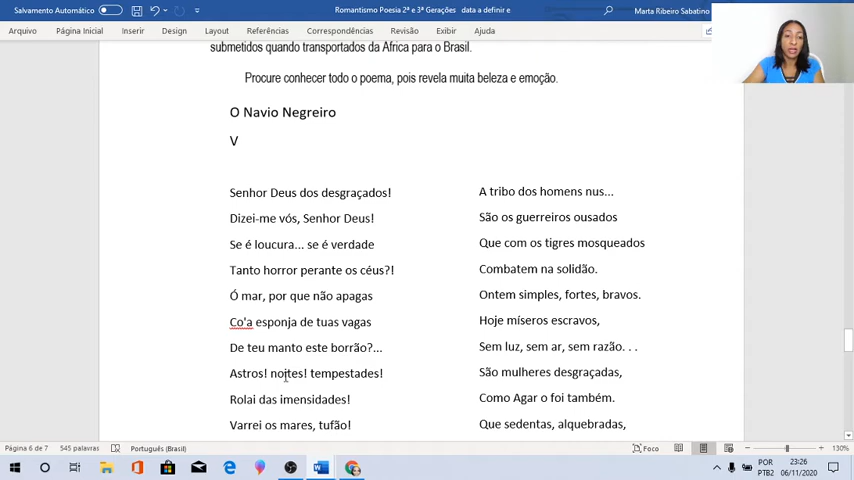 Salvamento Automático
Romantismo Poesia 2ª e 3ª Gerações data a definir e
Marta Ribeiro Sabatino
Arquivo Página Inicial Inserir Design Layout Referências Correspondências Revisão Exibir Ajuda
submetidos quando transportados da África para o Brasil.
Procure conhecer todo o poema, pois revela muita beleza e emoção.
O Navio Negreiro
V
Senhor Deus dos desgraçados!
Dizei-me vós, Senhor Deus!
Se é loucura... se é verdade
Tanto horror perante os céus?!
Ó mar, por que não apagas
Co'a esponja de tuas vagas
De teu manto este borrão?...
Astros! noites! tempestades!
Rolai das imensidades!
Varrei os mares, tufão!
A tribo dos homens nus...
São os guerreiros ousados
Que com os tigres mosqueados
Combatem na solidão.
Ontem simples, fortes, bravos.
Hoje míseros escravos,
Sem luz, sem ar, sem razão. . .
São mulheres desgraçadas,
Como Agar o foi também.
Que sedentas, alquebradas,
Página 6 de 7 545 palavras Português (Brasil) Foco 130%
POR
PTB2
23:26
06/11/2020